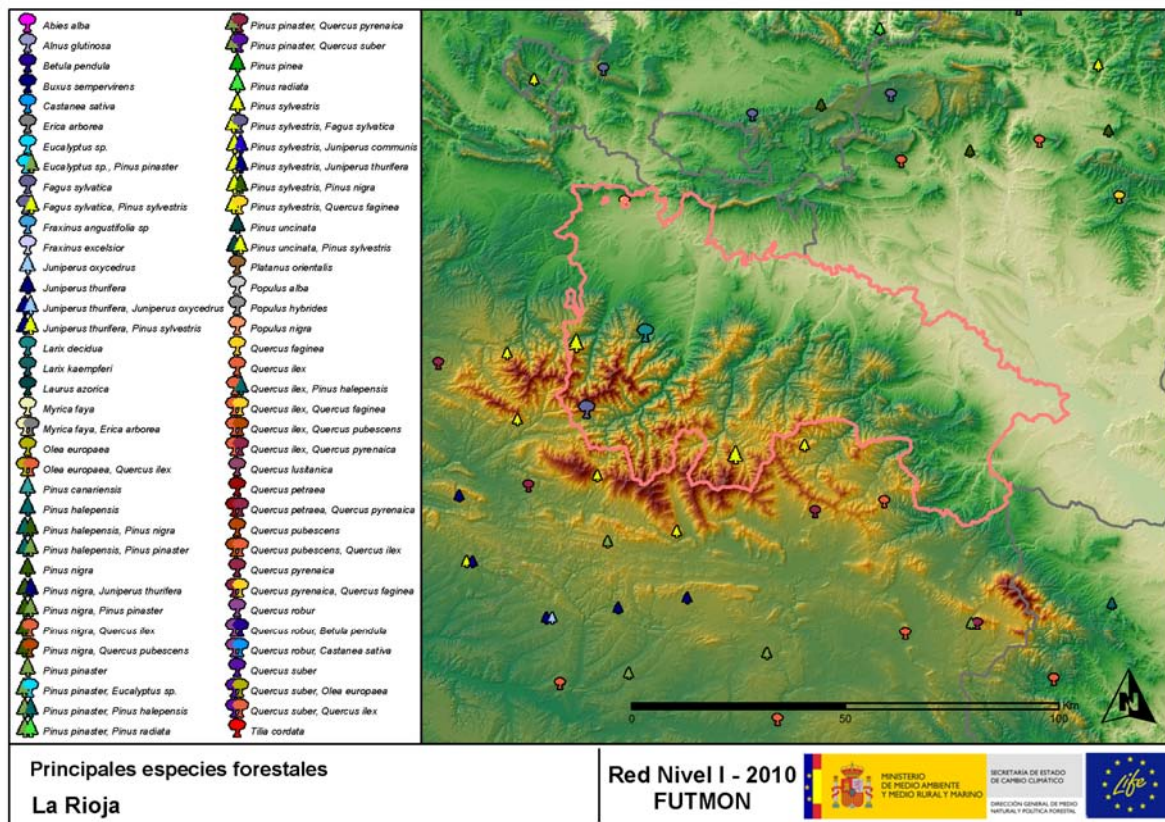 Abies alba
Alnus glutinosa
Betula pendula
Buxus sempervirens
Castanea sativa
Erica arborea
Eucalyptus sp.
Eucalyptus sp., Pinus pinaster
Fagus sylvatica
Fagus sylvatica, Pinus sylvestris
Fraxinus angustifolia sp
Fraxinus excelsior
Juniperus oxycedrus
Juniperus thurifera
Juniperus thurifera, Juniperus oxycedrus
Juniperus thurifera, Pinus sylvestris
Larix decidua
Larix kaempferi
Laurus azorica
Myrica faya
Myrica faya, Erica arborea
Olea europaea
Olea europaea, Quercus ilex
Pinus canariensis
Pinus halepensis
Pinus halepensis, Pinus nigra
Pinus halepensis, Pinus pinaster
Pinus nigra
Pinus nigra, Juniperus thurifera
Pinus nigra, Pinus pinaster
Pinus nigra, Quercus ilex
Pinus nigra, Quercus pubescens
Pinus pinaster
Pinus pinaster, Eucalyptus sp.
Pinus pinaster, Pinus halepensis
Pinus pinaster, Pinus radiata
Pinus pinaster, Quercus pyrenaica
Pinus pinaster, Quercus suber
Pinus pinea
Pinus radiata
Pinus sylvestris
Pinus sylvestris, Fagus sylvatica
Pinus sylvestris, Juniperus communis
Pinus sylvestris, Juniperus thurifera
Pinus sylvestris, Pinus nigra
Pinus sylvestris, Quercus faginea
Pinus uncinata
Pinus uncinata, Pinus sylvestris
Platanus orientalis
Populus alba
Populus hybrides
Populus nigra
Quercus faginea
Quercus ilex
Quercus ilex, Pinus halepensis
Quercus ilex, Quercus faginea
Quercus ilex, Quercus pubescens
Quercus ilex, Quercus pyrenaica
Quercus lusitanica
Quercus petraea
Quercus petraea, Quercus pyrenaica
Quercus pubescens
Quercus pubescens, Quercus ilex
Quercus pyrenaica
Quercus pyrenaica, Quercus faginea
Quercus robur
Quercus robur, Betula pendula
Quercus robur, Castanea sativa
Quercus suber
Quercus suber, Olea europaea
Quercus suber, Quercus ilex
Tilia cordata
0 50 100 Km
N
Principales especies forestales
La Rioja
Red Nivel I - 2010
FUTMON
MINISTERIO
DE MEDIO AMBIENTE
Y MEDIO RURAL Y MARINO
SECRETARÍA DE ESTADO
DE CAMBIO CLIMÁTICO
DIRECCIÓN GENERAL DE MEDIO
NATURAL Y POLÍTICA FORESTAL
Life